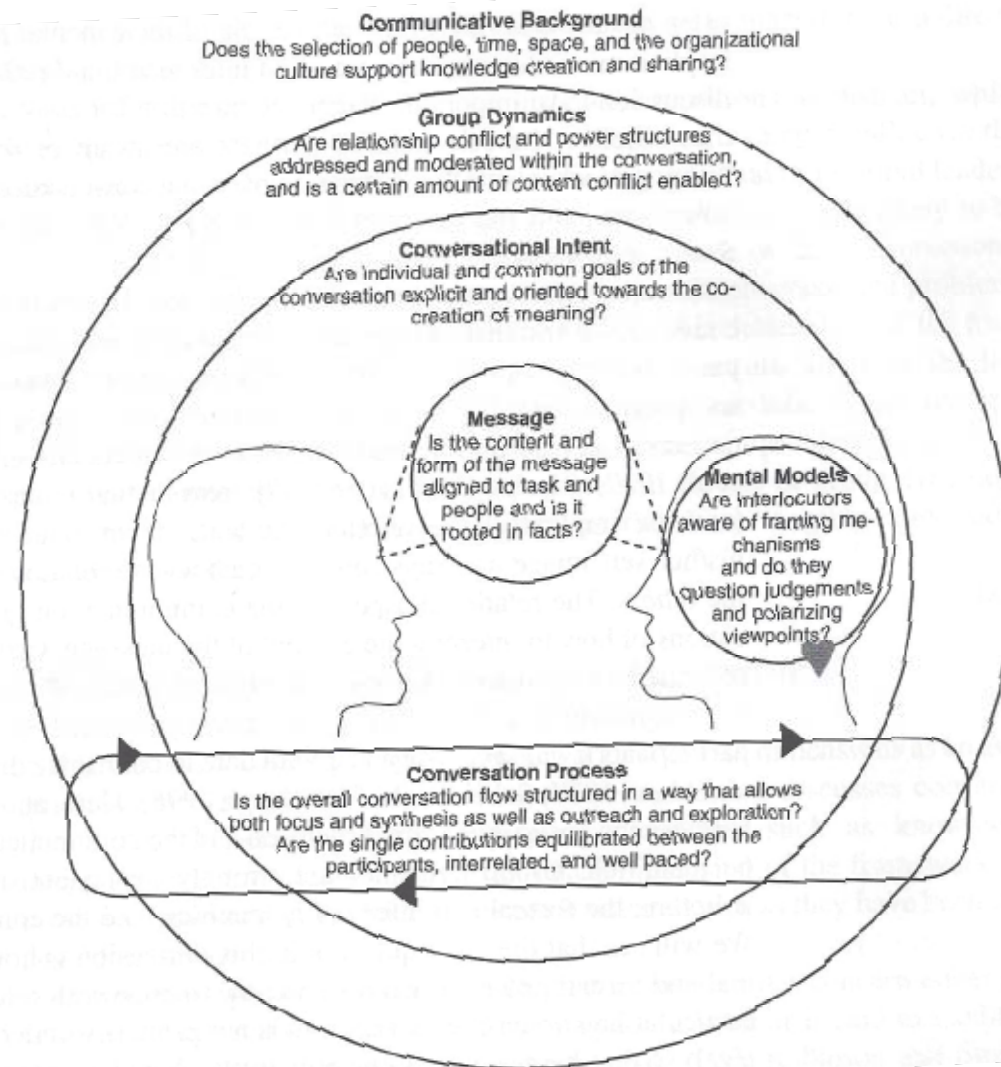 Communicative Background
Does the selection of people, time, space, and the organizational
culture support knowledge creation and sharing?
Group Dynamics
Are relationship conflict and power structures
addressed and moderated within the conversation,
and is a certain amount of content conflict enabled?
Conversational Intent
Are individual and common goals of the
conversation explicit and oriented towards the co-
creation of meaning?
Message
Is the content and
form of the message
aligned to task and
people and is it
rooted in facts?
Mental Models
Are interlocutors
aware of framing me-
chanisms
and do they
question judgements
and polarizing
viewpoints?
Conversation Process
Is the overall conversation flow structured in a way that allows
both focus and synthesis as well as outreach and exploration?
Are the single contributions equilibrated between the
participants, interrelated, and well paced?